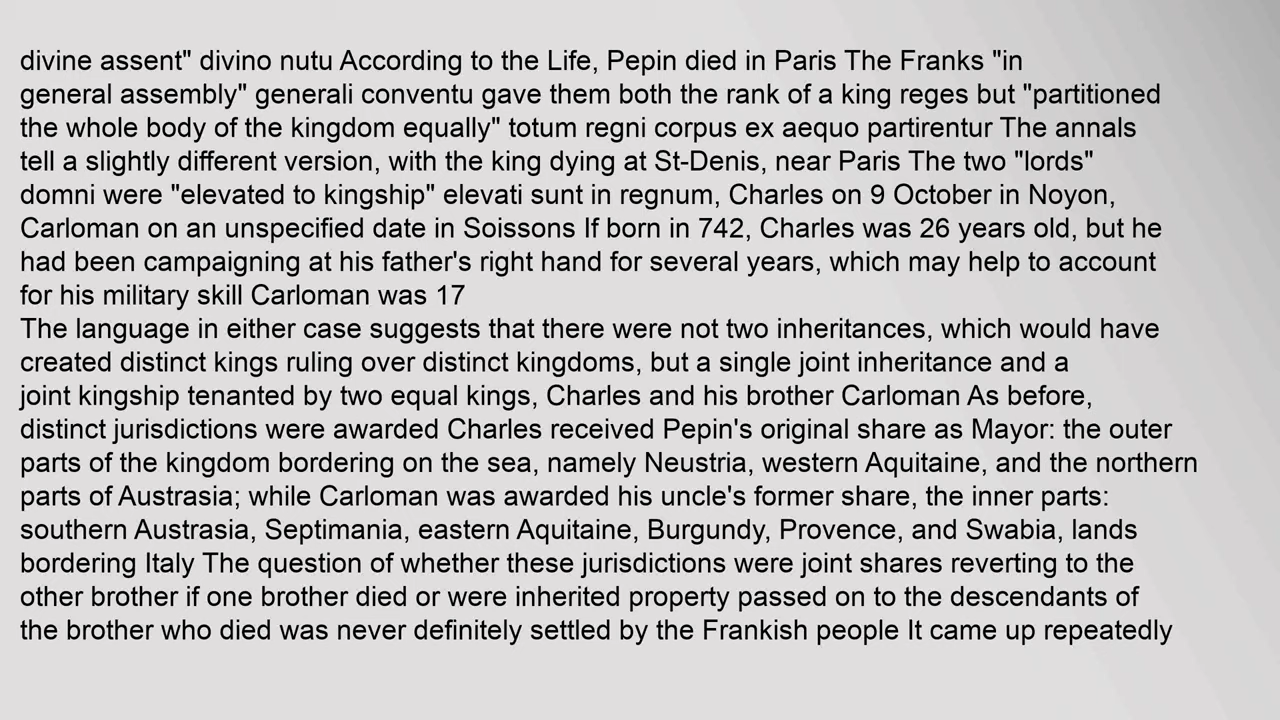 divine assent" divino nutu According to the Life, Pepin died in Paris The Franks "in
general assembly" generali conventu gave them both the rank of a king reges but "partitioned
the whole body of the kingdom equally" totum regni corpus ex aequo partirentur The annals
tell a slightly different version, with the king dying at St-Denis, near Paris The two "lords"
domni were "elevated to kingship" elevati sunt in regnum, Charles on 9 October in Noyon,
Carloman on an unspecified date in Soissons If born in 742, Charles was 26 years old, but he
had been campaigning at his father's right hand for several years, which may help to account
for his military skill Carloman was 17
The language in either case suggests that there were not two inheritances, which would have
created distinct kings ruling over distinct kingdoms, but a single joint inheritance and a
joint kingship tenanted by two equal kings, Charles and his brother Carloman As before,
distinct jurisdictions were awarded Charles received Pepin's original share as Mayor: the outer
parts of the kingdom bordering on the sea, namely Neustria, western Aquitaine, and the northern
parts of Austrasia; while Carloman was awarded his uncle's former share, the inner parts:
southern Austrasia, Septimania, eastern Aquitaine, Burgundy, Provence, and Swabia, lands
bordering Italy The question of whether these jurisdictions were joint shares reverting to the
other brother if one brother died or were inherited property passed on to the descendants of
the brother who died was never definitely settled by the Frankish people It came up repeatedly